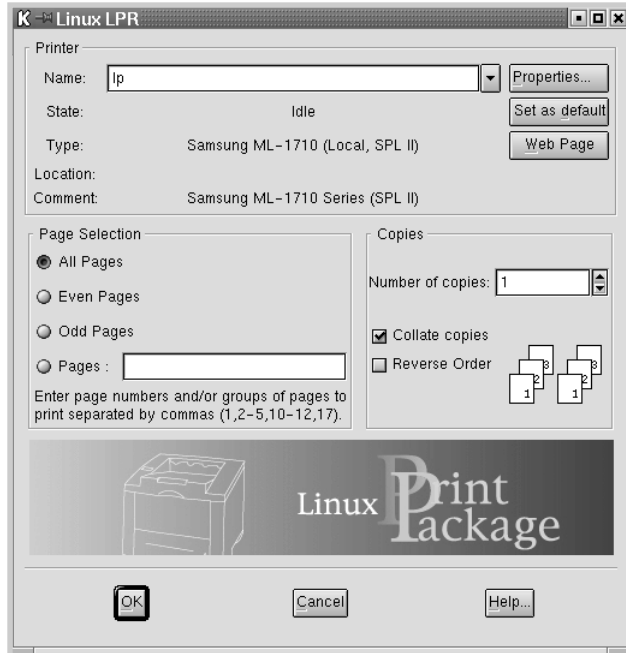 Linux LPR
Printer
Name: lp Properties...
State: Idle Set as default
Type: Samsung ML-1710 (Local, SPL II) Web Page
Location:
Comment: Samsung ML-1710 Series (SPL II)
Page Selection
All Pages
Even Pages
Odd Pages
Pages :
Enter page numbers and/or groups of pages to
print separated by commas (1,2-5,10-12,17).
Copies
Number of copies: 1
Collate copies
Reverse Order
3 3
2 2
1 1
Linux Print
Package
OK Cancel Help...